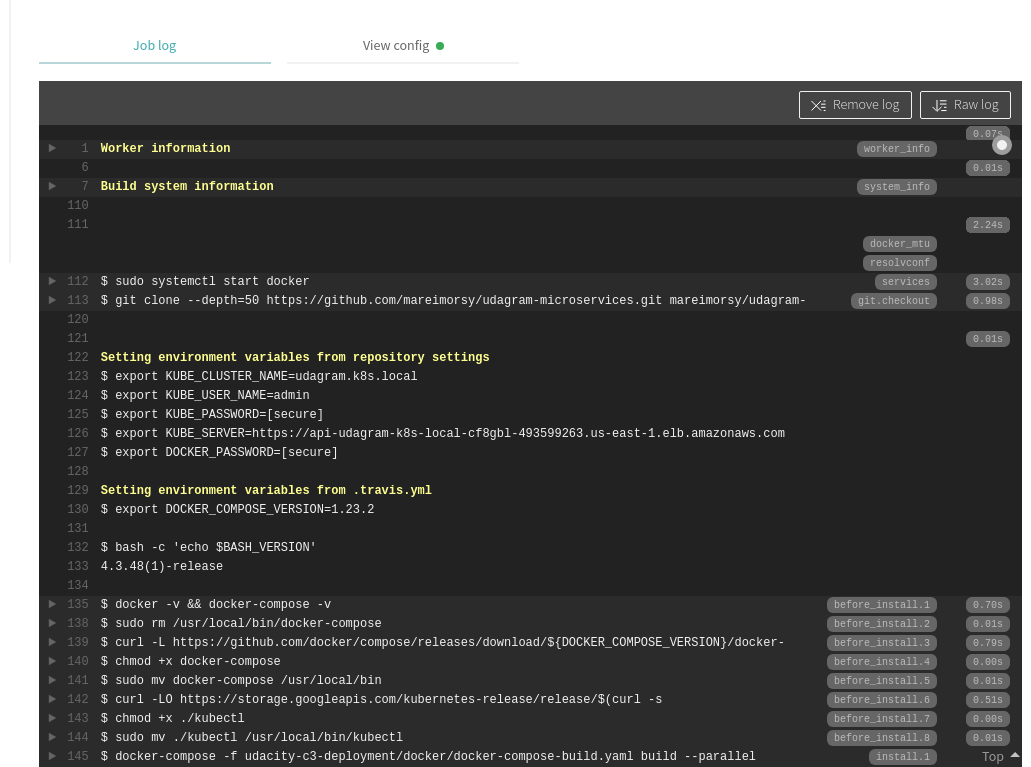 Job log
View config
Remove log
Raw log
0.07s
1 Worker information worker_info
6 0.01s
7 Build system information system_info
110
111 2.24s
docker_mtu
resolvconf
112 $ sudo systemctl start docker services 3.02s
113 $ git clone --depth=50 https://github.com/mareimorsy/udagram-microservices.git mareimorsy/udagram- git.checkout 0.98s
120
121 0.01s
122 Setting environment variables from repository settings
123 $ export KUBE_CLUSTER_NAME=udagram.k8s.local
124 $ export KUBE_USER_NAME=admin
125 $ export KUBE_PASSWORD=[secure]
126 $ export KUBE_SERVER=https://api-udagram-k8s-local-cf8gbl-493599263.us-east-1.elb.amazonaws.com
127 $ export DOCKER_PASSWORD=[secure]
128
129 Setting environment variables from .travis.yml
130 $ export DOCKER_COMPOSE_VERSION=1.23.2
131
132 $ bash -c 'echo $BASH_VERSION'
133 4.3.48(1)-release
134
135 $ docker -v && docker-compose -v before_install.1 0.70s
138 $ sudo rm /usr/local/bin/docker-compose before_install.2 0.01s
139 $ curl -L https://github.com/docker/compose/releases/download/${DOCKER_COMPOSE_VERSION}/docker- before_install.3 0.79s
140 $ chmod +x docker-compose before_install.4 0.00s
141 $ sudo mv docker-compose /usr/local/bin before_install.5 0.01s
142 $ curl -LO https://storage.googleapis.com/kubernetes-release/release/$(curl -s before_install.6 0.51s
143 $ chmod +x ./kubectl before_install.7 0.00s
144 $ sudo mv ./kubectl /usr/local/bin/kubectl before_install.8 0.01s
145 $ docker-compose -f udacity-c3-deployment/docker/docker-compose-build.yaml build --parallel install.1 Top